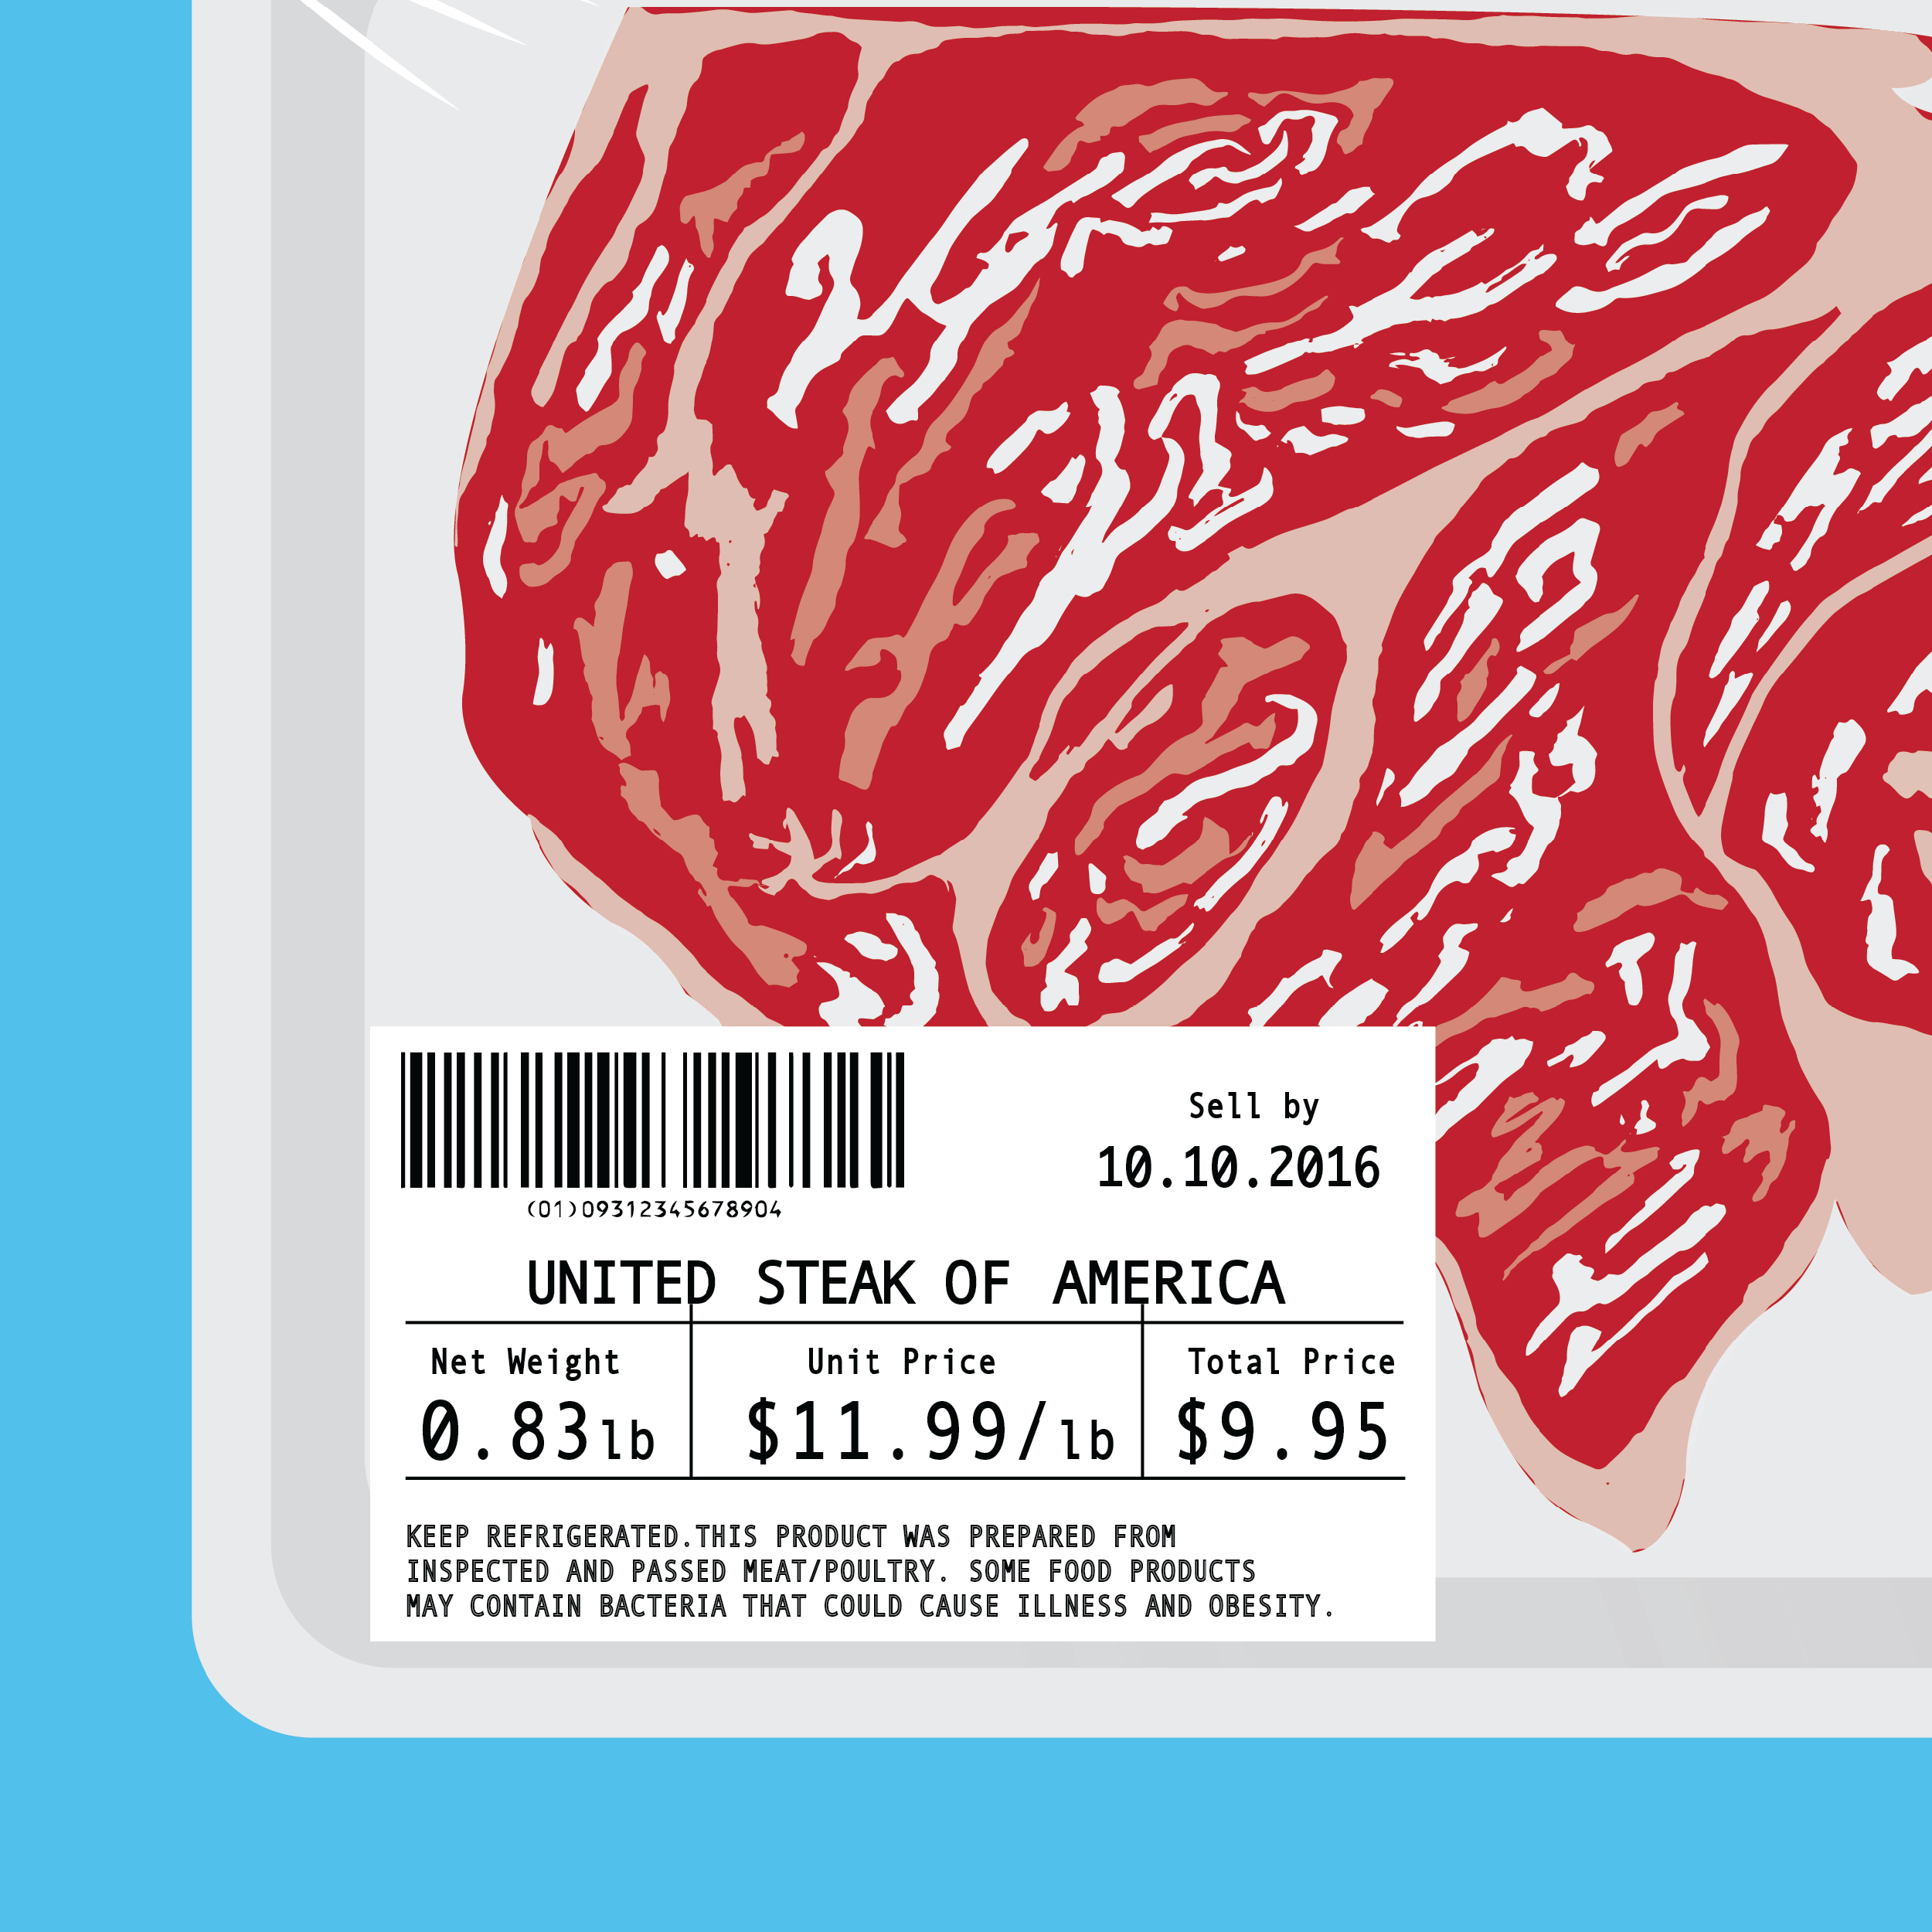 Sell by
10.10.2016
(01)09312345678904
UNITED STEAK OF AMERICA
Net Weight Unit Price Total Price
0.83lb $11.99/lb $9.95
KEEP REFRIGERATED.THIS PRODUCT WAS PREPARED FROM
INSPECTED AND PASSED MEAT/POULTRY. SOME FOOD PRODUCTS
MAY CONTAIN BACTERIA THAT COULD CAUSE ILLNESS AND OBESITY.